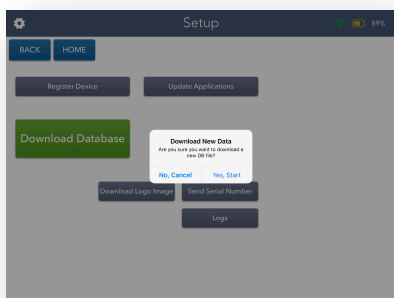 Setup
89%
BACK
HOME
Register Device
Update Applications
Download Database
Download New Data
Are you sure you want to download a
new DB file?
No, Cancel
Yes, Start
Download Logo Image
Send Serial Number
Logs